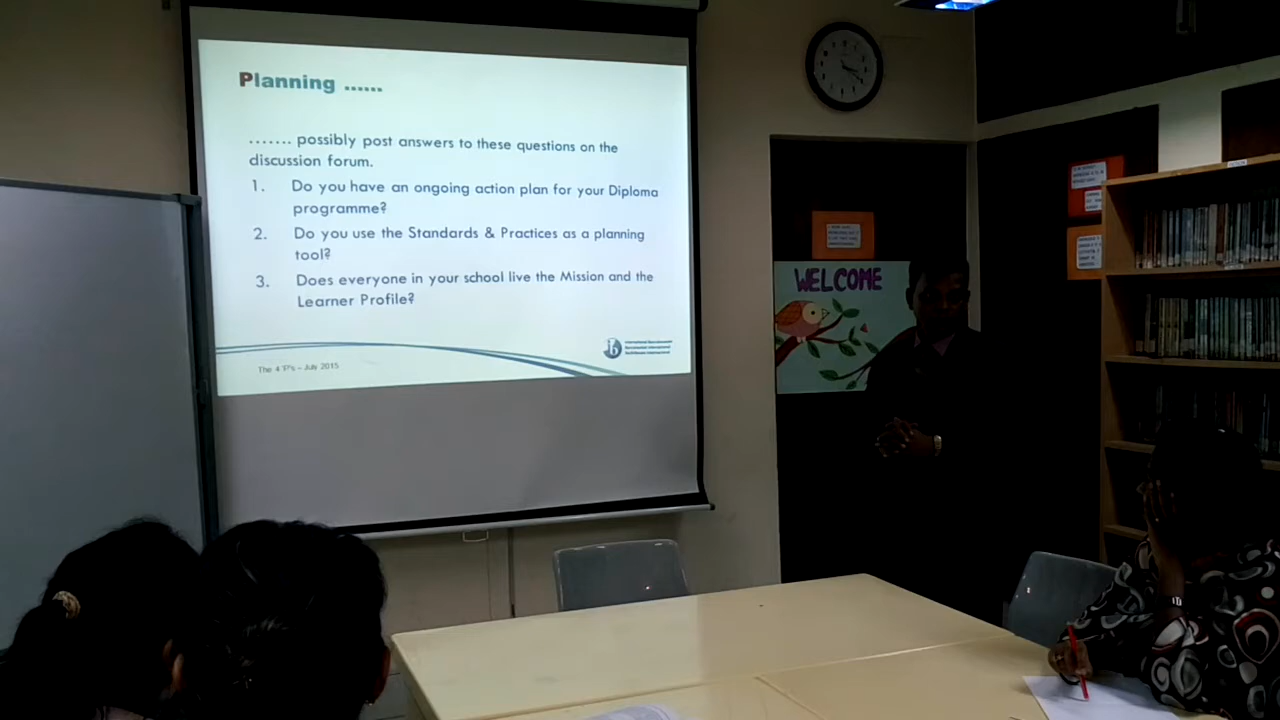 Planning ......
....... possibly post answers to these questions on the
discussion forum.
1. Do you have an ongoing action plan for your Diploma
programme?
2. Do you use the Standards & Practices as a planning
tool?
3. Does everyone in your school live the Mission and the
Learner Profile?
The 4 'P's – July 2015
WELCOME